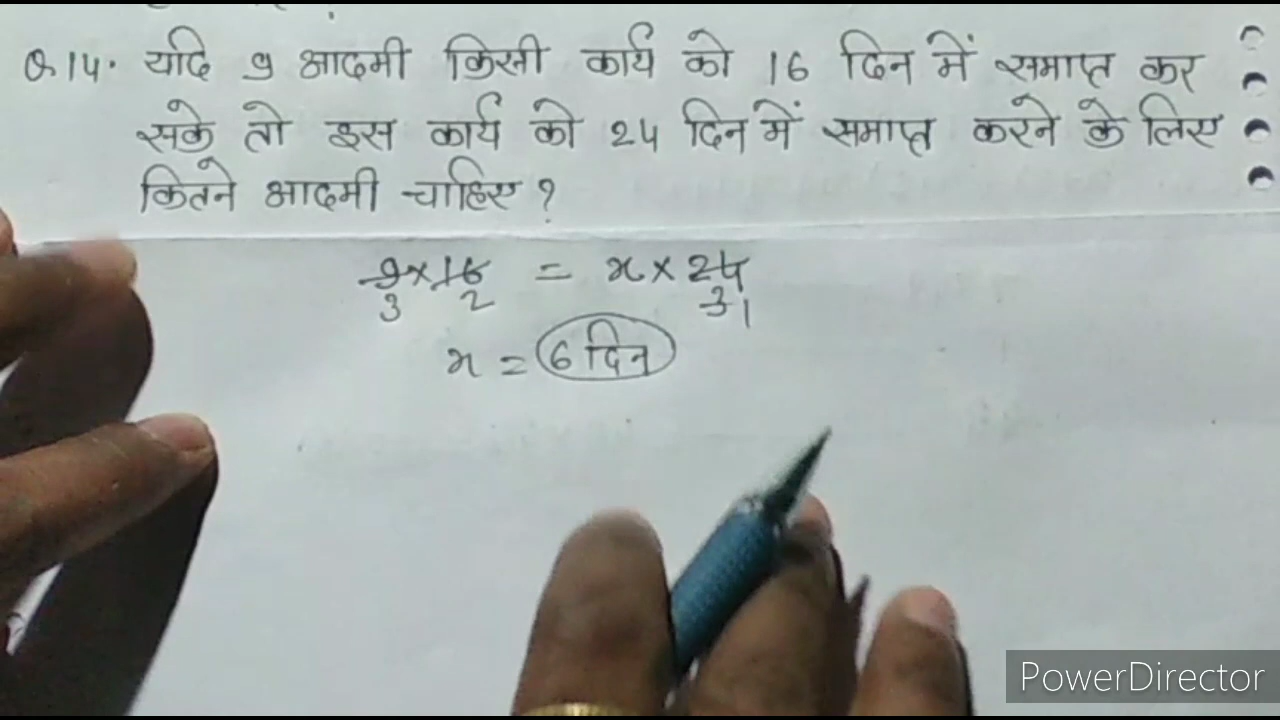 Q.14. यदि 9 आदमी किसी कार्य को 16 दिन में समाप्त कर
सके तो इस कार्य को 24 दिन में समाप्त करने के लिए
कितने आदमी चाहिए ?
9 × 16 = x × 24
3 2 3 1
x = 6 दिन
PowerDirector